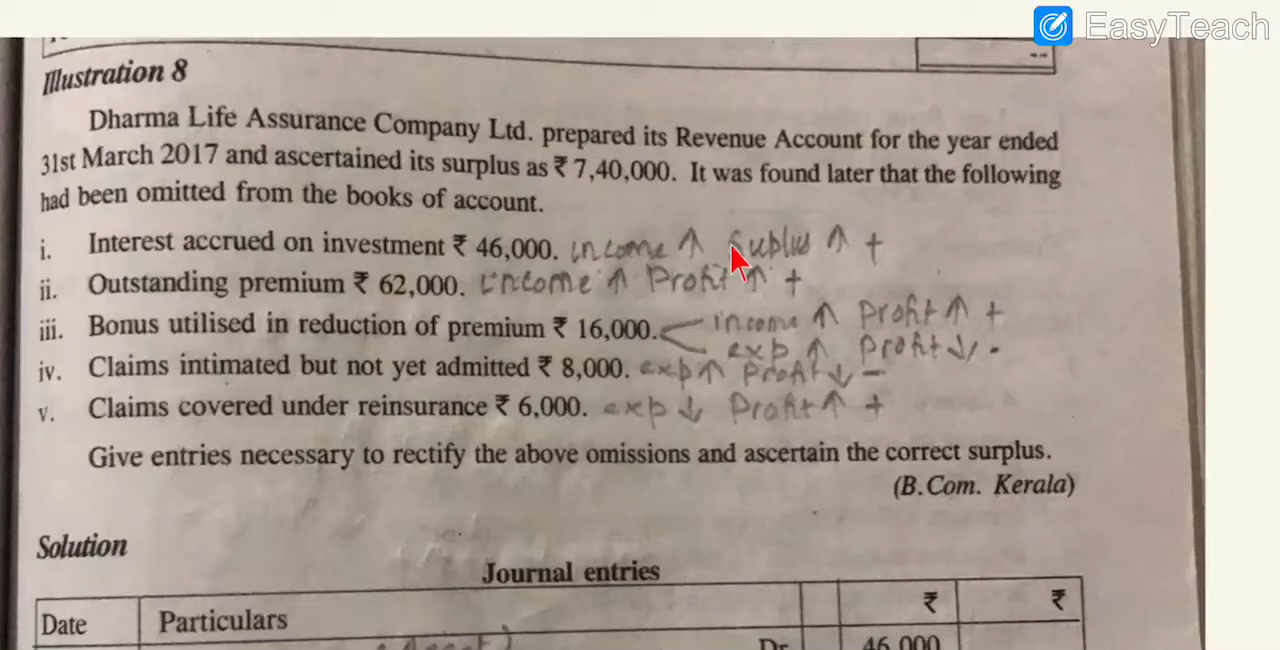 EasyTeach
Illustration 8
Dharma Life Assurance Company Ltd. prepared its Revenue Account for the year ended
31st March 2017 and ascertained its surplus as ₹ 7,40,000. It was found later that the following
had been omitted from the books of account.
i. Interest accrued on investment ₹ 46,000. income ↑ Suplus ↑ +
ii. Outstanding premium ₹ 62,000. income ↑ Profit ↑ +
iii. Bonus utilised in reduction of premium ₹ 16,000. income ↑ Profit ↑ +
exp ↑ Profit ↓ -
iv. Claims intimated but not yet admitted ₹ 8,000. exp ↑ Profit ↓ -
v. Claims covered under reinsurance ₹ 6,000. exp ↓ Profit ↑ +
Give entries necessary to rectify the above omissions and ascertain the correct surplus.
(B.Com. Kerala)
Solution
Journal entries
Date Particulars ₹ ₹
Dr 46,000